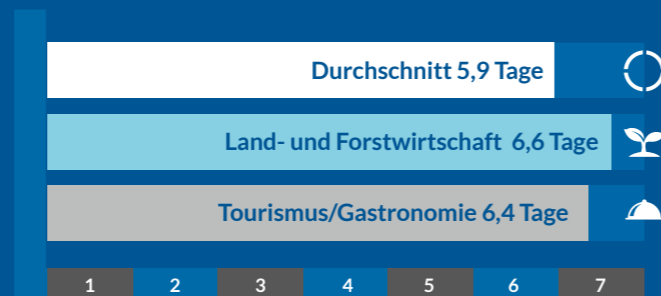 Durchschnitt 5,9 Tage
Land- und Forstwirtschaft 6,6 Tage
Tourismus/Gastronomie 6,4 Tage
1 2 3 4 5 6 7